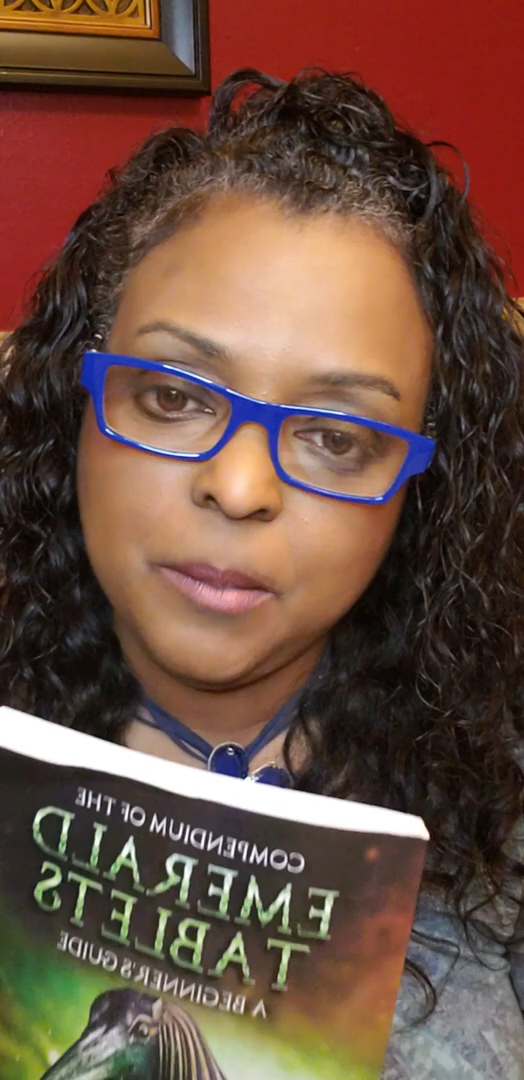 COMPENDIUM OF THE
EMERALD
TABLETS
A BEGINNER'S GUIDE